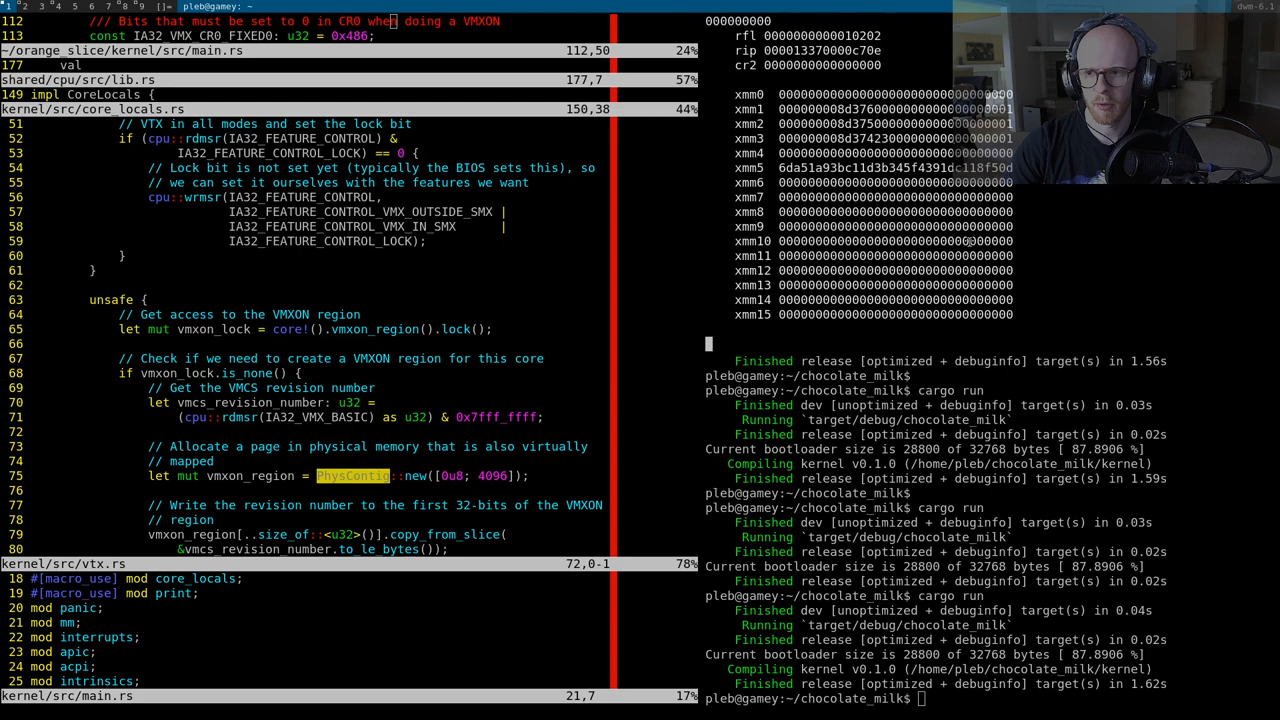 1 2 3 4 5 6 7 8 9 []= pleb@gamey: ~ dwm-6.1
112 /// Bits that must be set to 0 in CR0 when doing a VMXON
113 const IA32_VMX_CR0_FIXED0: u32 = 0x486;
~/orange_slice/kernel/src/main.rs 112,50 24%
177 val
shared/cpu/src/lib.rs 177,7 57%
149 impl CoreLocals {
kernel/src/core_locals.rs 150,38 44%
51 // VTX in all modes and set the lock bit
52 if (cpu::rdmsr(IA32_FEATURE_CONTROL) &
53 IA32_FEATURE_CONTROL_LOCK) == 0 {
54 // Lock bit is not set yet (typically the BIOS sets this), so
55 // we can set it ourselves with the features we want
56 cpu::wrmsr(IA32_FEATURE_CONTROL,
57 IA32_FEATURE_CONTROL_VMX_OUTSIDE_SMX |
58 IA32_FEATURE_CONTROL_VMX_IN_SMX |
59 IA32_FEATURE_CONTROL_LOCK);
60 }
61 }
62
63 unsafe {
64 // Get access to the VMXON region
65 let mut vmxon_lock = core!().vmxon_region().lock();
66
67 // Check if we need to create a VMXON region for this core
68 if vmxon_lock.is_none() {
69 // Get the VMCS revision number
70 let vmcs_revision_number: u32 =
71 (cpu::rdmsr(IA32_VMX_BASIC) as u32) & 0x7fff_ffff;
72
73 // Allocate a page in physical memory that is also virtually
74 // mapped
75 let mut vmxon_region = PhysContig::new([0u8; 4096]);
76
77 // Write the revision number to the first 32-bits of the VMXON
78 // region
79 vmxon_region[..size_of::<u32>()].copy_from_slice(
80 &vmcs_revision_number.to_le_bytes());
kernel/src/vtx.rs 72,0-1 78%
18 #[macro_use] mod core_locals;
19 #[macro_use] mod print;
20 mod panic;
21 mod mm;
22 mod interrupts;
23 mod apic;
24 mod acpi;
25 mod intrinsics;
kernel/src/main.rs 21,7 17%
000000000
rfl 0000000000010202
rip 000013370000c70e
cr2 0000000000000000
xmm0 00000000000000000000000000000000
xmm1 000000008d3760000000000000000001
xmm2 000000008d3750000000000000000001
xmm3 000000008d3742300000000000000001
xmm4 00000000000000000000000000000000
xmm5 6da51a93bc11d3b345f4391dc118f50d
xmm6 00000000000000000000000000000000
xmm7 00000000000000000000000000000000
xmm8 00000000000000000000000000000000
xmm9 00000000000000000000000000000000
xmm10 00000000000000000000000000000000
xmm11 00000000000000000000000000000000
xmm12 00000000000000000000000000000000
xmm13 00000000000000000000000000000000
xmm14 00000000000000000000000000000000
xmm15 00000000000000000000000000000000
Finished release [optimized + debuginfo] target(s) in 1.56s
pleb@gamey:~/chocolate_milk$
pleb@gamey:~/chocolate_milk$ cargo run
Finished dev [unoptimized + debuginfo] target(s) in 0.03s
Running `target/debug/chocolate_milk`
Finished release [optimized + debuginfo] target(s) in 0.02s
Current bootloader size is 28800 of 32768 bytes [ 87.8906 %]
Compiling kernel v0.1.0 (/home/pleb/chocolate_milk/kernel)
Finished release [optimized + debuginfo] target(s) in 1.59s
pleb@gamey:~/chocolate_milk$
pleb@gamey:~/chocolate_milk$ cargo run
Finished dev [unoptimized + debuginfo] target(s) in 0.03s
Running `target/debug/chocolate_milk`
Finished release [optimized + debuginfo] target(s) in 0.02s
Current bootloader size is 28800 of 32768 bytes [ 87.8906 %]
Finished release [optimized + debuginfo] target(s) in 0.02s
pleb@gamey:~/chocolate_milk$ cargo run
Finished dev [unoptimized + debuginfo] target(s) in 0.04s
Running `target/debug/chocolate_milk`
Finished release [optimized + debuginfo] target(s) in 0.02s
Current bootloader size is 28800 of 32768 bytes [ 87.8906 %]
Compiling kernel v0.1.0 (/home/pleb/chocolate_milk/kernel)
Finished release [optimized + debuginfo] target(s) in 1.62s
pleb@gamey:~/chocolate_milk$